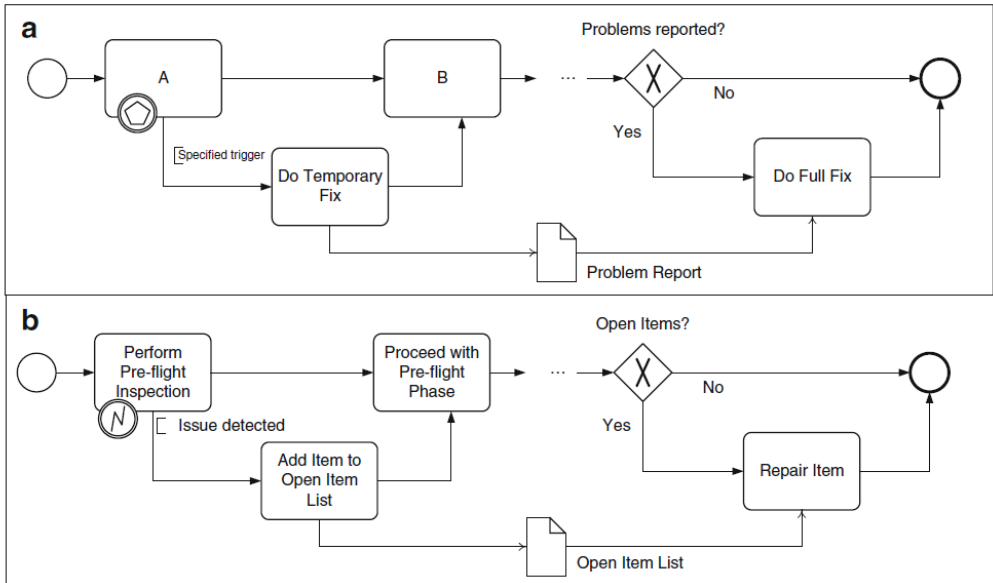 a
Problems reported?
A
B
...
No
Yes
Specified trigger
Do Temporary
Fix
Do Full Fix
Problem Report
b
Open Items?
Perform
Pre-flight
Inspection
Proceed with
Pre-flight
Phase
...
No
Issue detected
Yes
Add Item to
Open Item
List
Repair Item
Open Item List